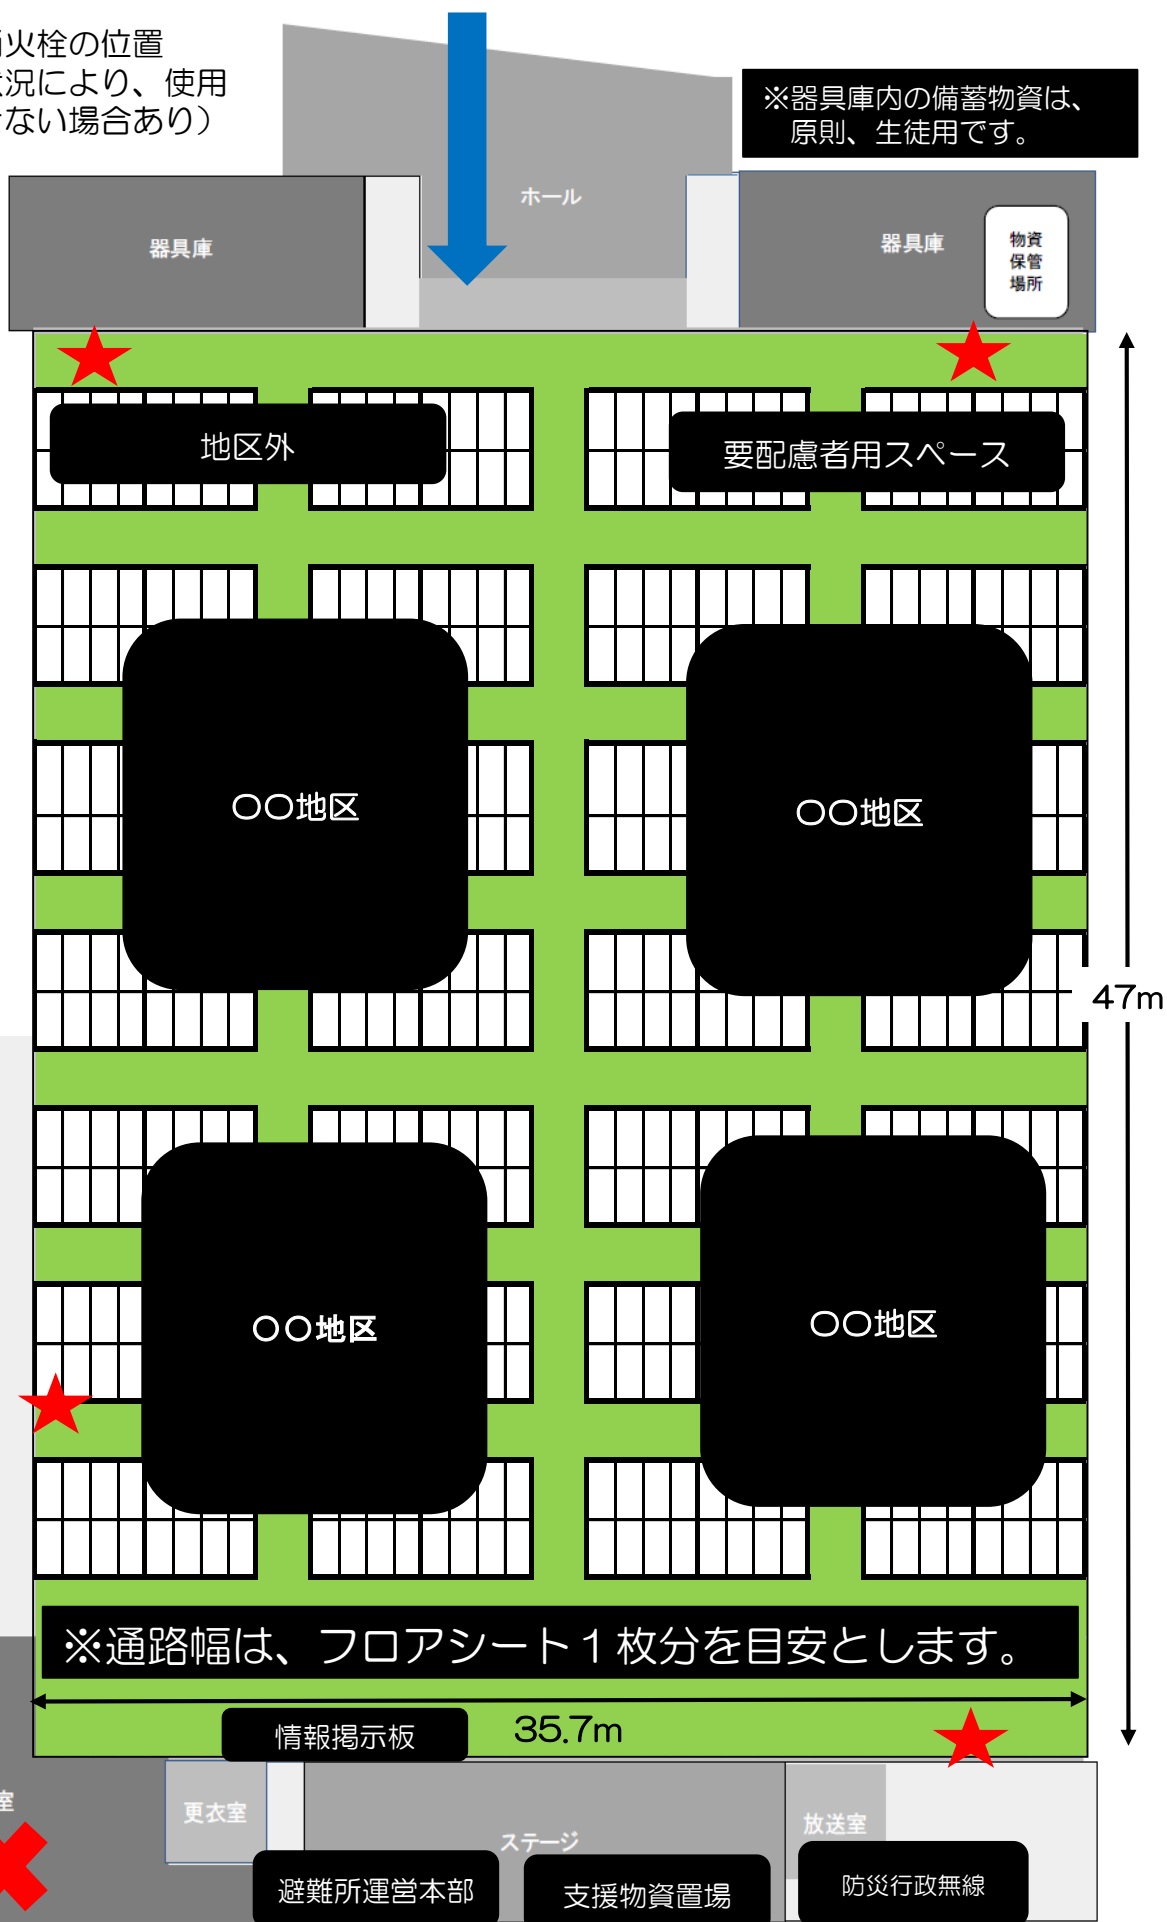 火栓の位置
況により、使用
ない場合あり）
※器具庫内の備蓄物資は、
原則、生徒用です。
ホール
器具庫
器具庫
物資
保管
場所
地区外
要配慮者用スペース
〇〇地区
〇〇地区
47m
〇〇地区
〇〇地区
※通路幅は、フロアシート１枚分を目安とします。
35.7m
情報掲示板
室
更衣室
ステージ
放送室
避難所運営本部
支援物資置場
防災行政無線